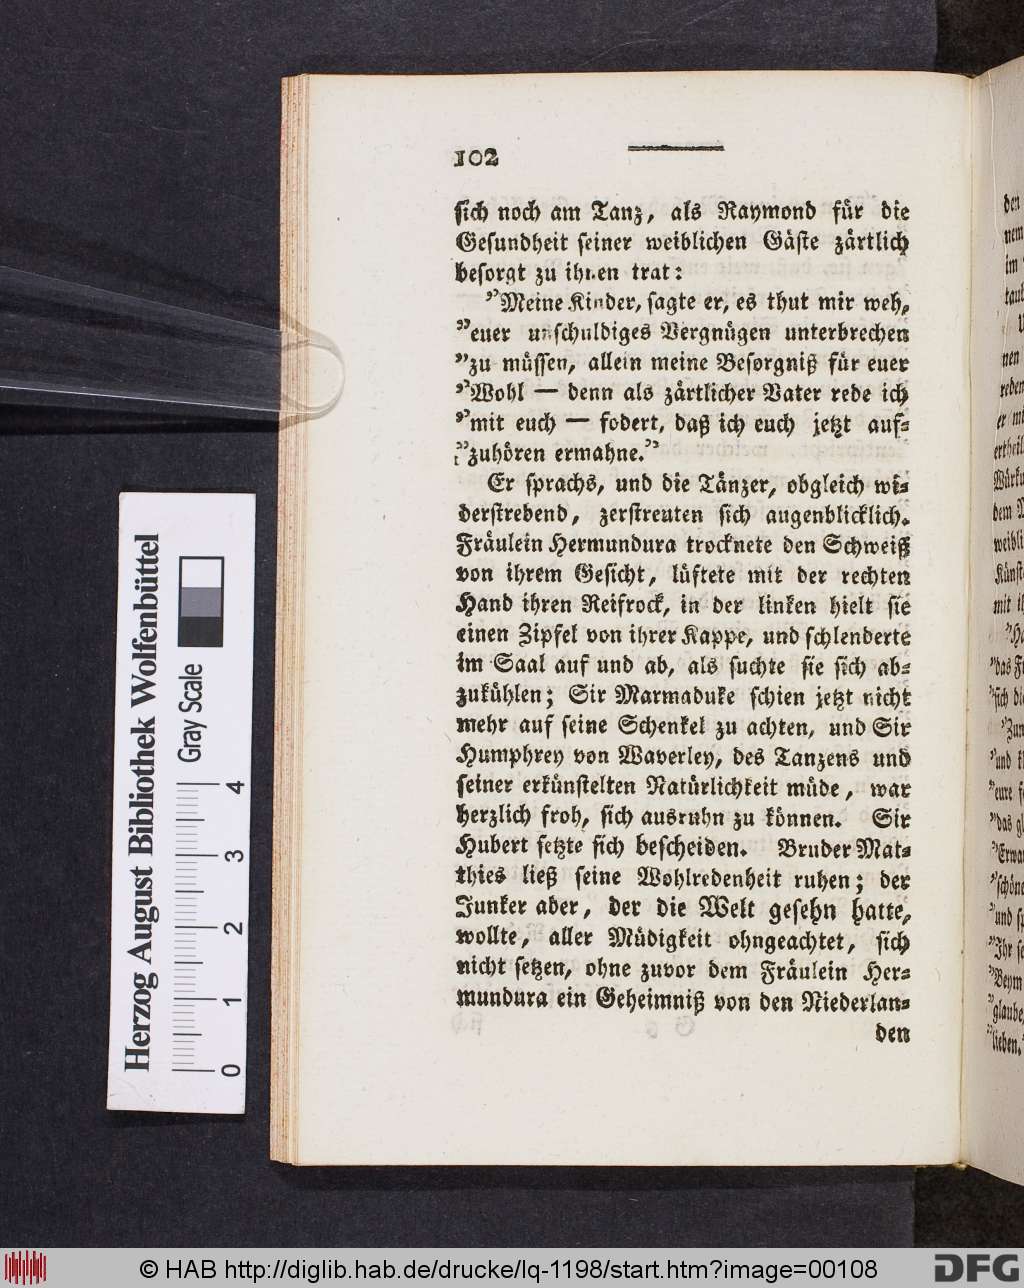 102
sich noch am Tanz, als Raymond für die
Gesundheit seiner weiblichen Gäste zärtlich
besorgt zu ihnen trat:
"Meine Kinder, sagte er, es thut mir weh,
"euer unschuldiges Vergnügen unterbrechen
"zu müssen, allein meine Besorgniß für euer
"Wohl — denn als zärtlicher Vater rede ich
"mit euch — fodert, daß ich euch jetzt auf-
"zuhören ermahne."
Er sprachs, und die Tänzer, obgleich wi-
derstrebend, zerstreuten sich augenblicklich.
Fräulein Hermundura trocknete den Schweiß
von ihrem Gesicht, lüftete mit der rechten
Hand ihren Reifrock, in der linken hielt sie
einen Zipfel von ihrer Kappe, und schlenderte
im Saal auf und ab, als suchte sie sich ab-
zukühlen; Sir Marmaduke schien jetzt nicht
mehr auf seine Schenkel zu achten, und Sir
Humphrey von Waverley, des Tanzens und
seiner erkünstelten Natürlichkeit müde, war
herzlich froh, sich ausruhn zu können. Sir
Hubert setzte sich bescheiden. Bruder Mat-
thies ließ seine Wohlredenheit ruhen; der
Junker aber, der die Welt gesehn hatte,
wollte, aller Müdigkeit ohngeachtet, sich
nicht setzen, ohne zuvor dem Fräulein Her-
mundura ein Geheimniß von den Niederlan-
den
Herzog August Bibliothek Wolfenbüttel
Gray Scale
0 1 2 3 4
© HAB http://diglib.hab.de/drucke/lq-1198/start.htm?image=00108
DFG